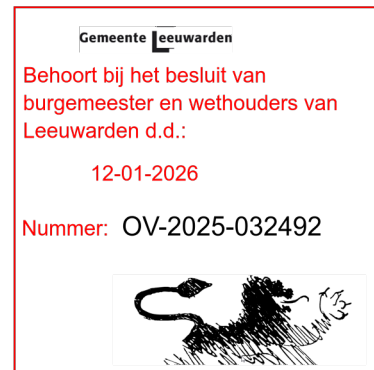 Gemeente Leeuwarden
Behoort bij het besluit van
burgemeester en wethouders van
Leeuwarden d.d.:
12-01-2026
Nummer: OV-2025-032492